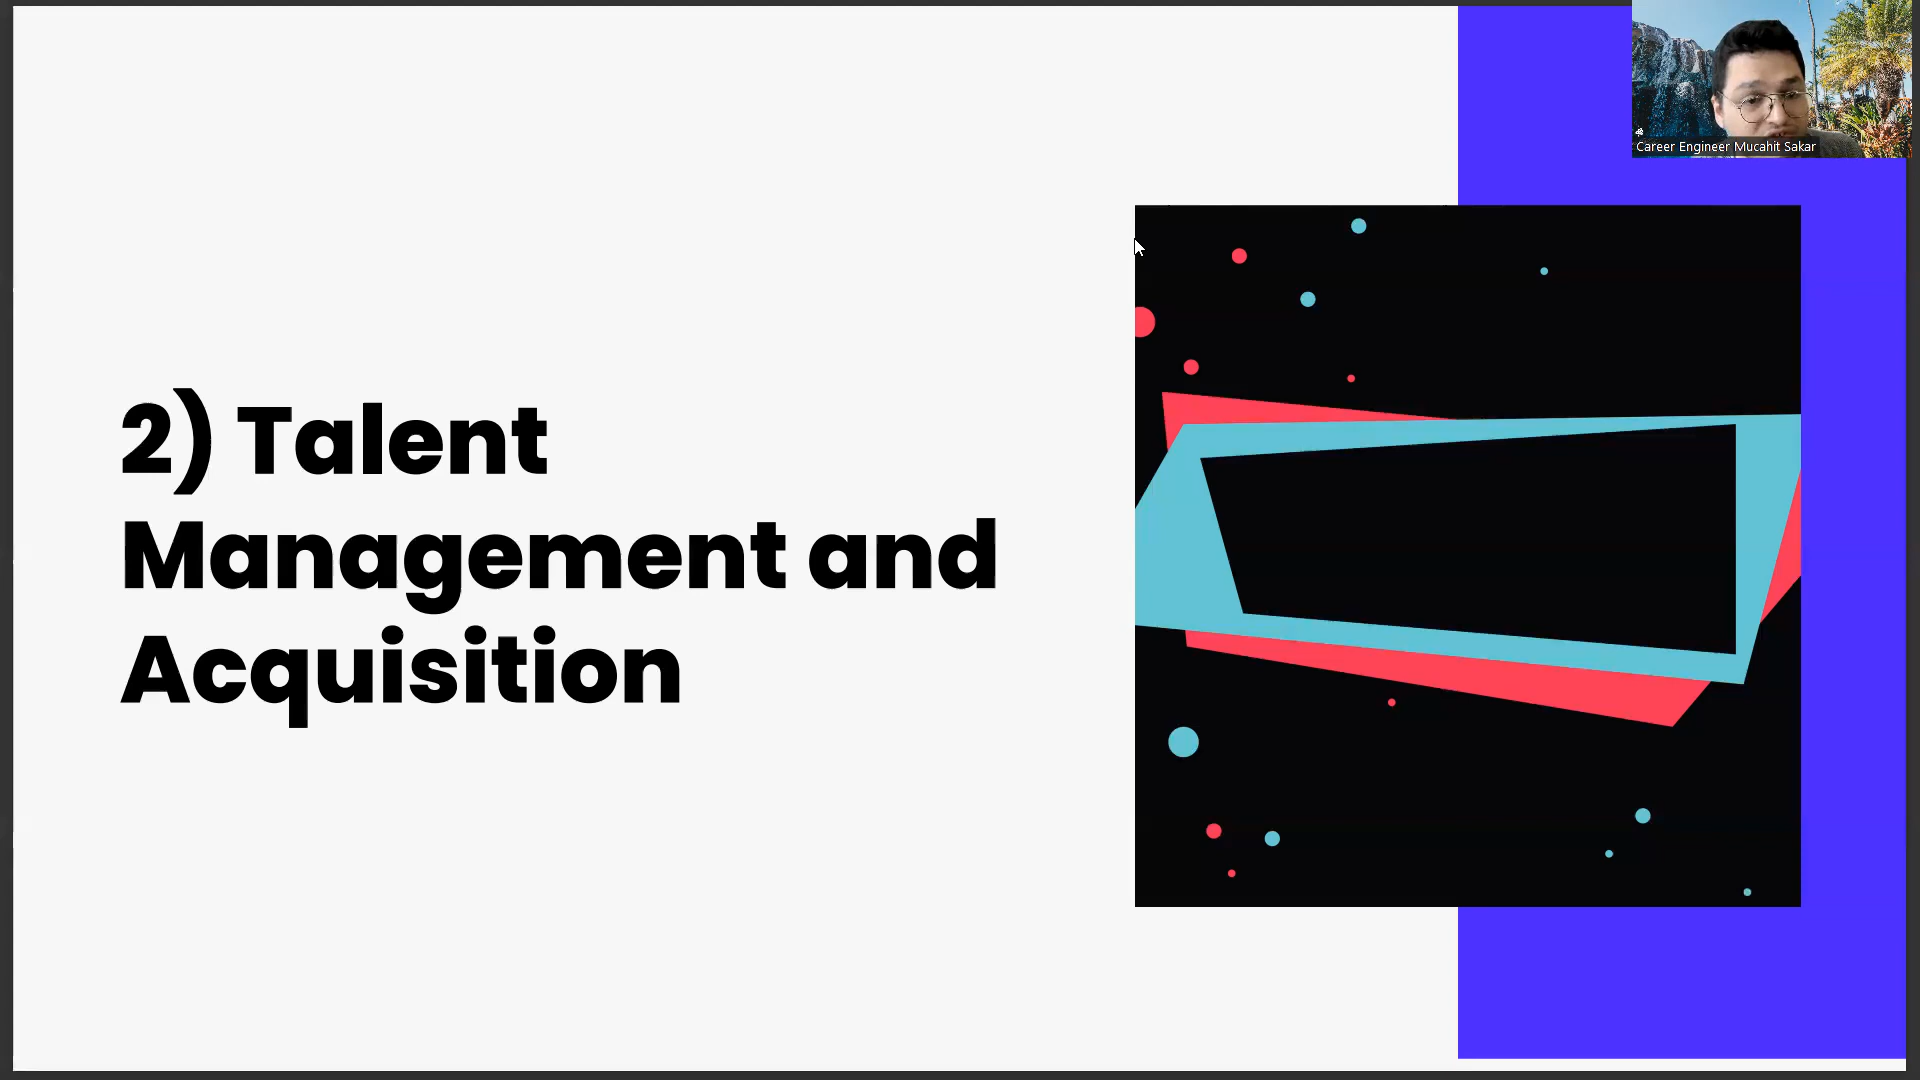 Career Engineer Mucahit Sakar
2) Talent
Management and
Acquisition